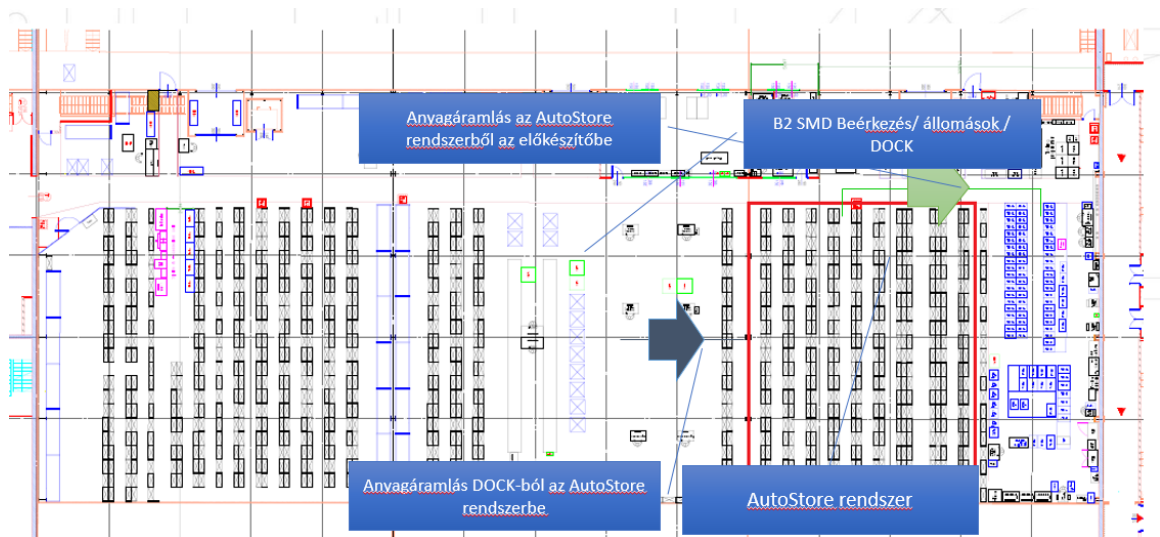 Anyagáramlás az AutoStore
rendszerből az előkészítőbe
B2 SMD Beérkezés/ állomások /
DOCK
Anyagáramlás DOCK-ból az AutoStore
rendszerbe
AutoStore rendszer